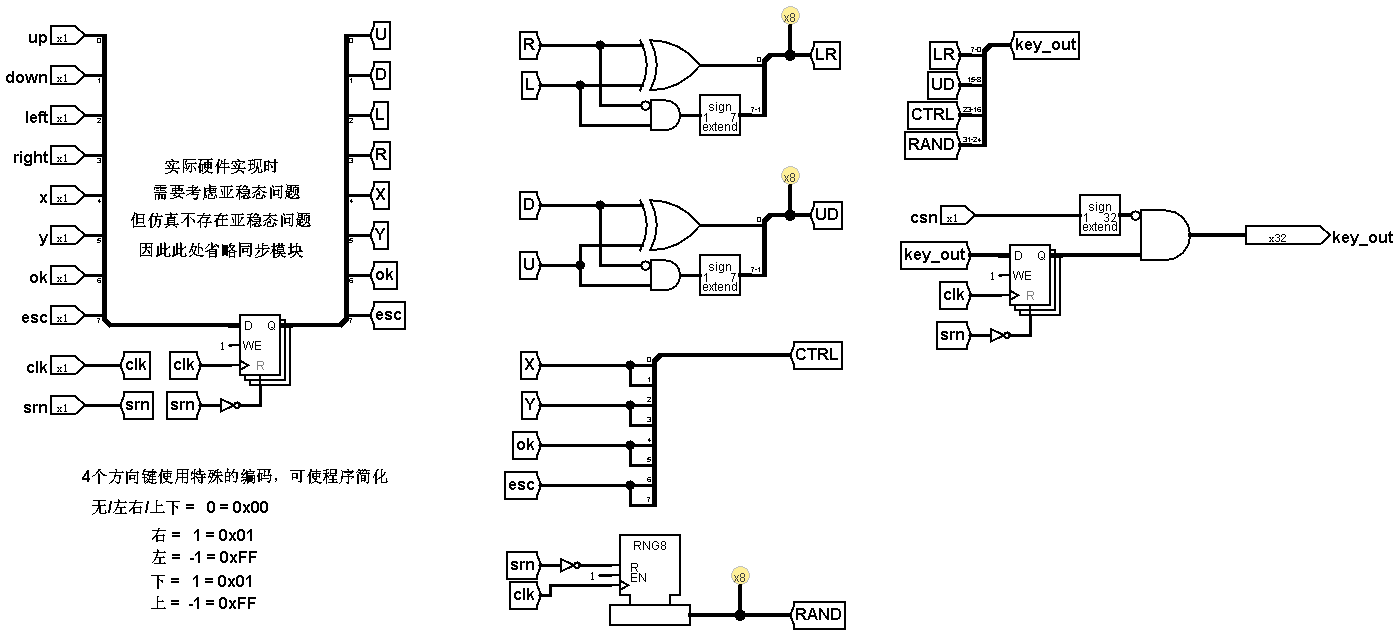 up x1 0
down x1 1
left x1 2
right x1 3
x x1 4
y x1 5
ok x1 6
esc x1 7
clk x1 clk
srn x1 srn
实际硬件实现时
需要考虑亚稳态问题
但仿真不存在亚稳态问题
因此此处省略同步模块
D Q
1 WE
clk R
srn
0 U
1 D
2 L
3 R
4 X
5 Y
6 ok
7 esc
4个方向键使用特殊的编码，可使程序简化
无/左右/上下 = 0 = 0x00
右 = 1 = 0x01
左 = -1 = 0xFF
下 = 1 = 0x01
上 = -1 = 0xFF
x8
R 0 LR
L
sign
1 7
extend
7-1
x8
D 0 UD
U
sign
1 7
extend
7-1
X 0 CTRL
1
Y 2
3
ok 4
5
esc 6
7
RNG8
srn R
1 EN
clk
x8
RAND
key_out
LR 7-0
UD 15-8
CTRL 23-16
RAND 31-24
csn x1
sign
1 32
extend
key_out D Q
1 WE
clk R
srn
x32 key_out